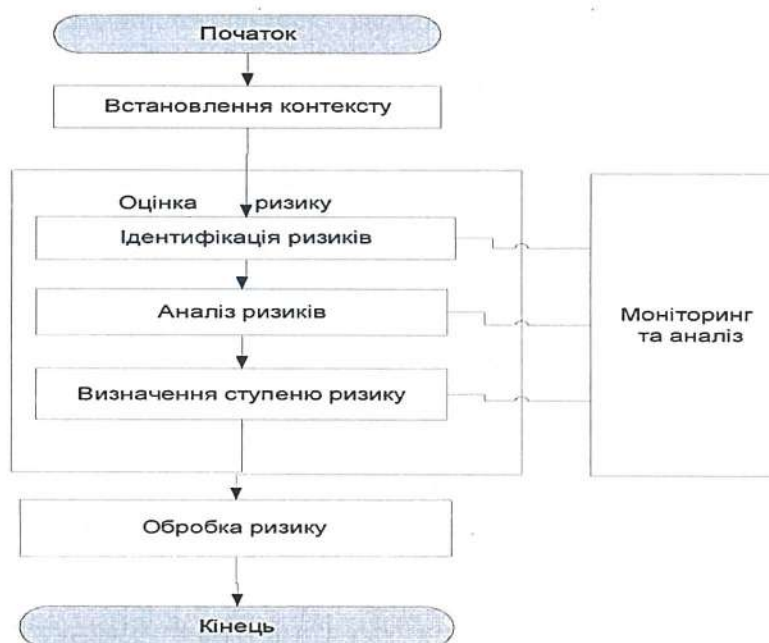 Початок
Встановлення контексту
Оцінка ризику
Ідентифікація ризиків
Аналіз ризиків
Моніторинг
та аналіз
Визначення ступеню ризику
Обробка ризику
Кінець